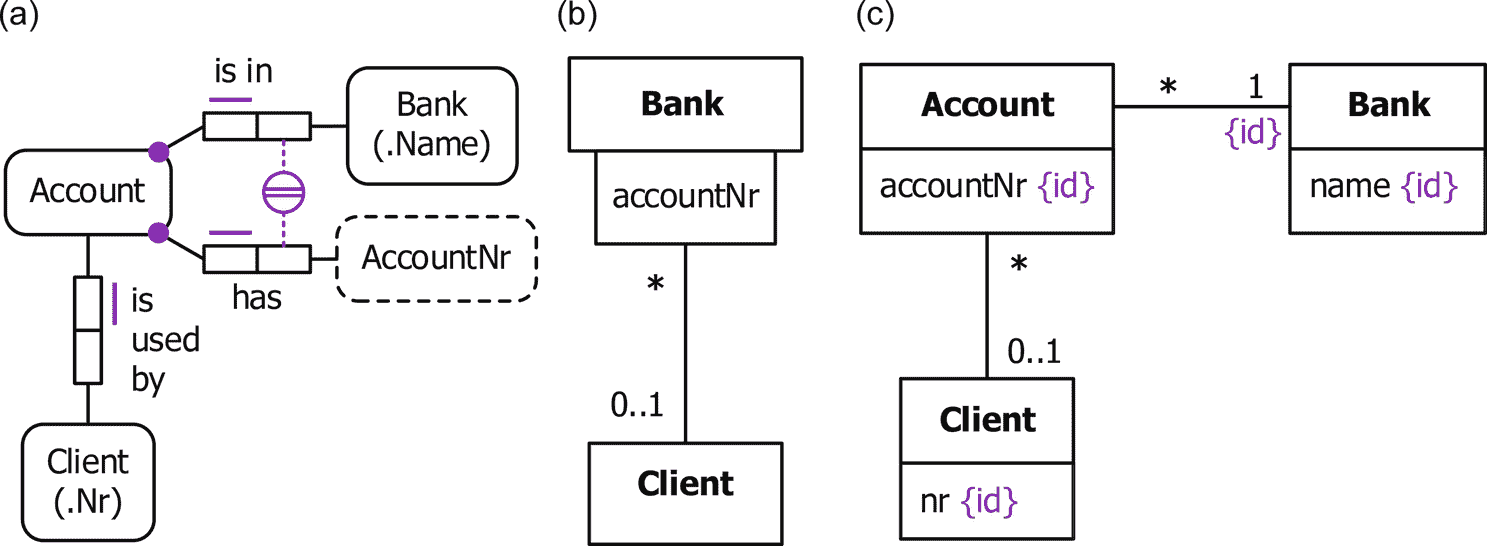 (a)
is in
Bank
(.Name)
Account
AccountNr
has
is
used
by
Client
(.Nr)
(b)
Bank
accountNr
*
0..1
Client
(c)
Account
*
1
{id}
Bank
accountNr {id}
name {id}
*
0..1
Client
nr {id}